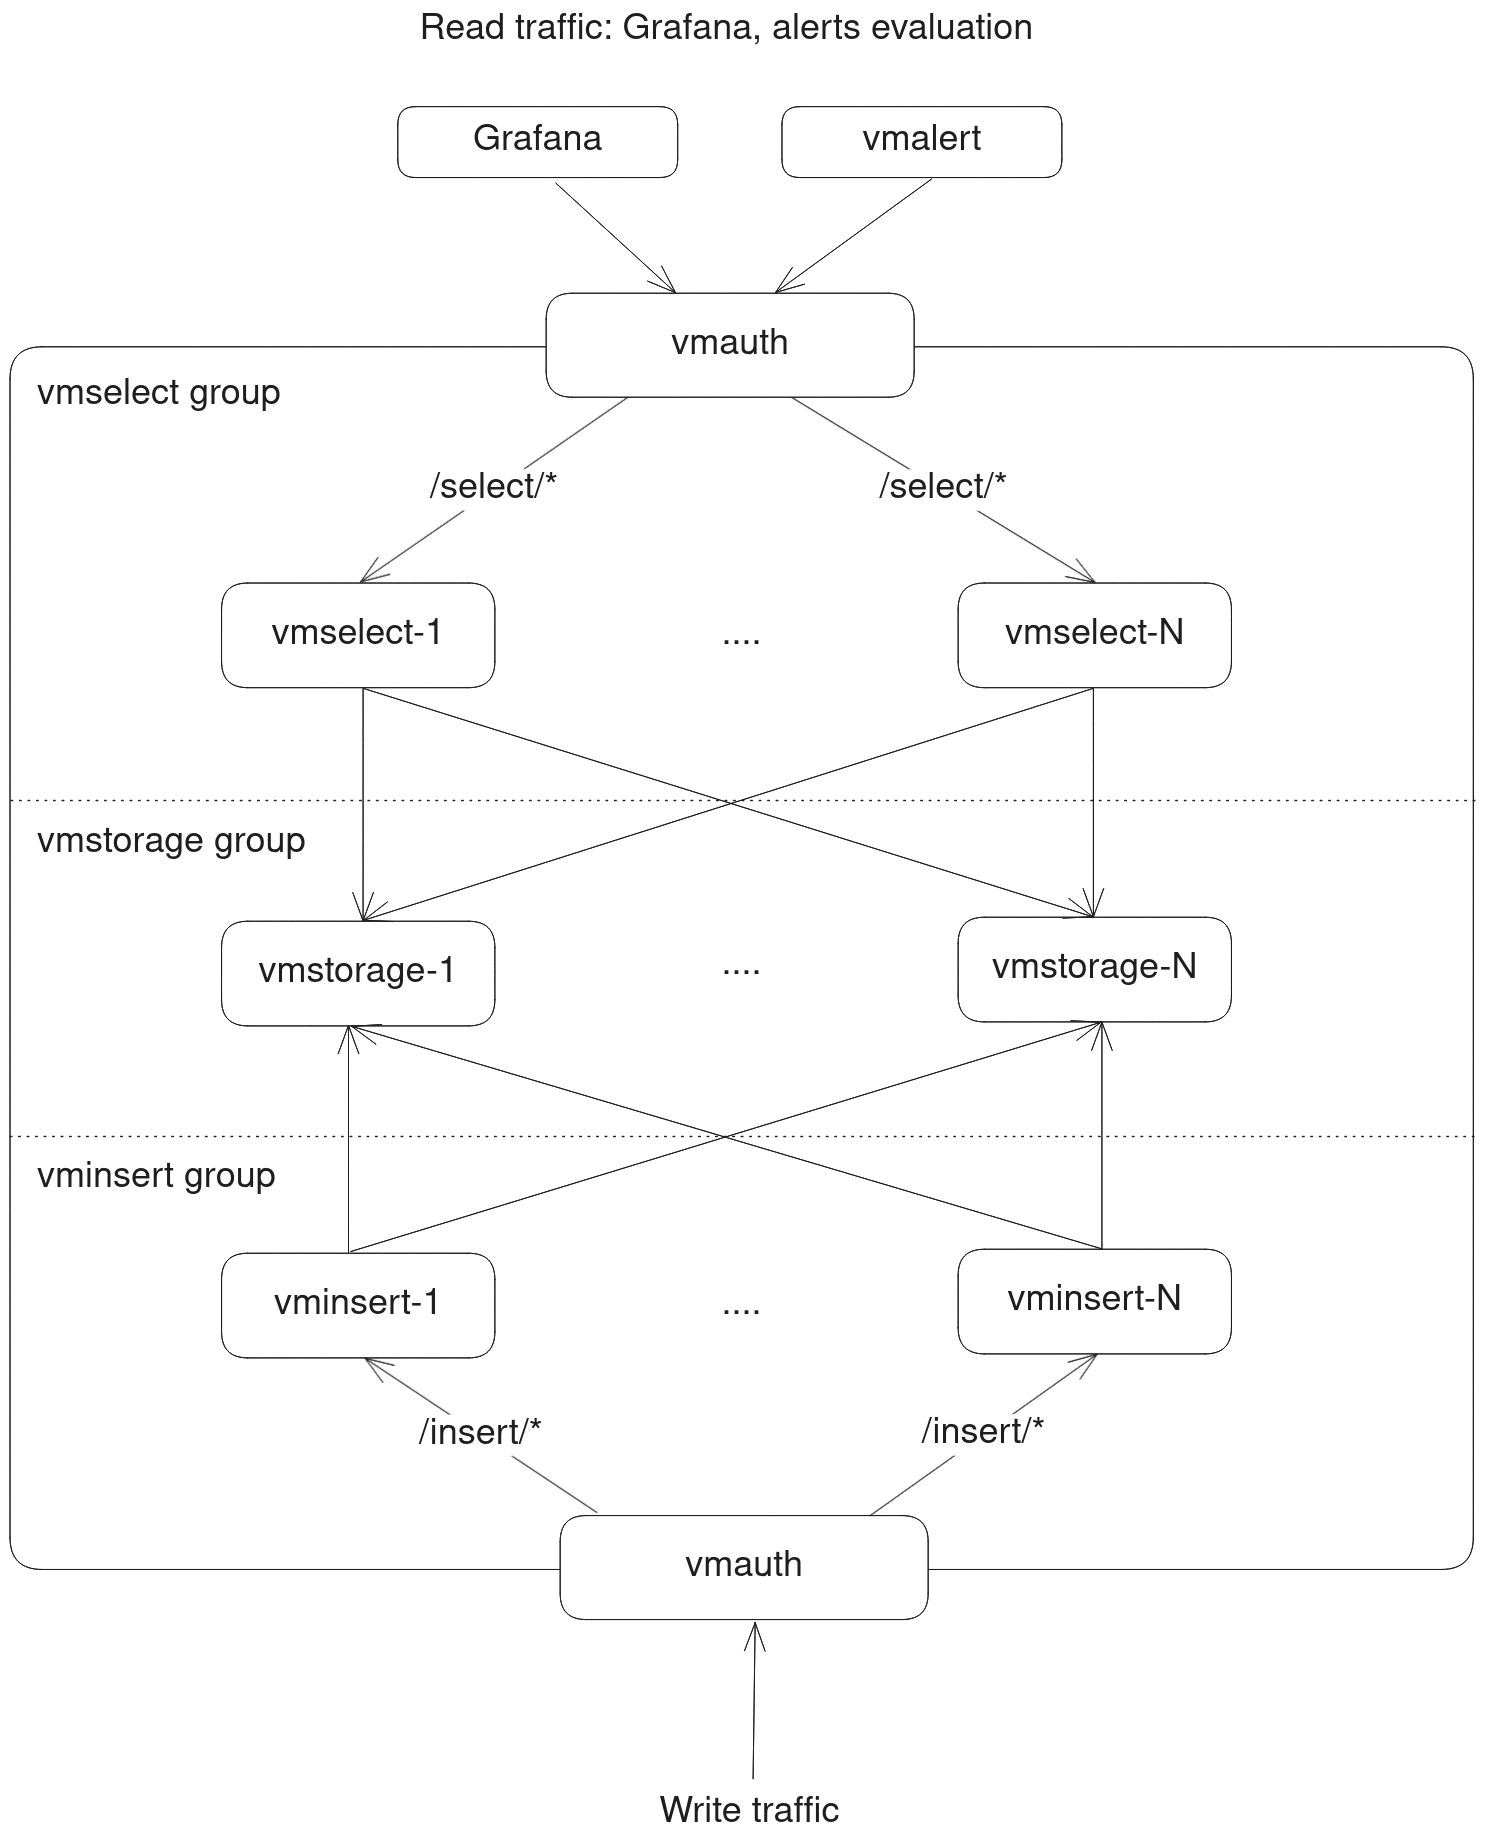 Read traffic: Grafana, alerts evaluation
Grafana
vmalert
vmauth
vmselect group
/select/*
/select/*
vmselect-1
....
vmselect-N
vmstorage group
vmstorage-1
....
vmstorage-N
vminsert group
vminsert-1
....
vminsert-N
/insert/*
/insert/*
vmauth
Write traffic